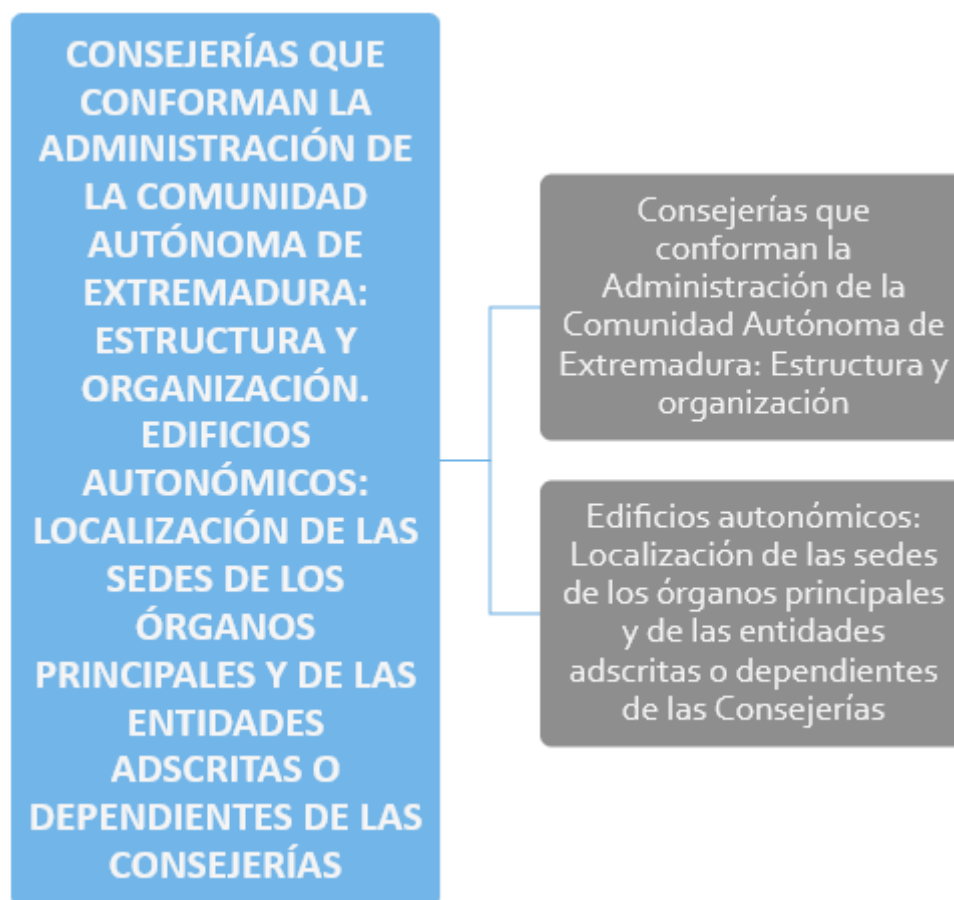 CONSEJERÍAS QUE
CONFORMAN LA
ADMINISTRACIÓN DE
LA COMUNIDAD
AUTÓNOMA DE
EXTREMADURA:
ESTRUCTURA Y
ORGANIZACIÓN.
EDIFICIOS
AUTONÓMICOS:
LOCALIZACIÓN DE LAS
SEDES DE LOS
ÓRGANOS
PRINCIPALES Y DE LAS
ENTIDADES
ADSCRITAS O
DEPENDIENTES DE LAS
CONSEJERÍAS
Consejerías que
conforman la
Administración de la
Comunidad Autónoma de
Extremadura: Estructura y
organización
Edificios autonómicos:
Localización de las sedes
de los órganos principales
y de las entidades
adscritas o dependientes
de las Consejerías